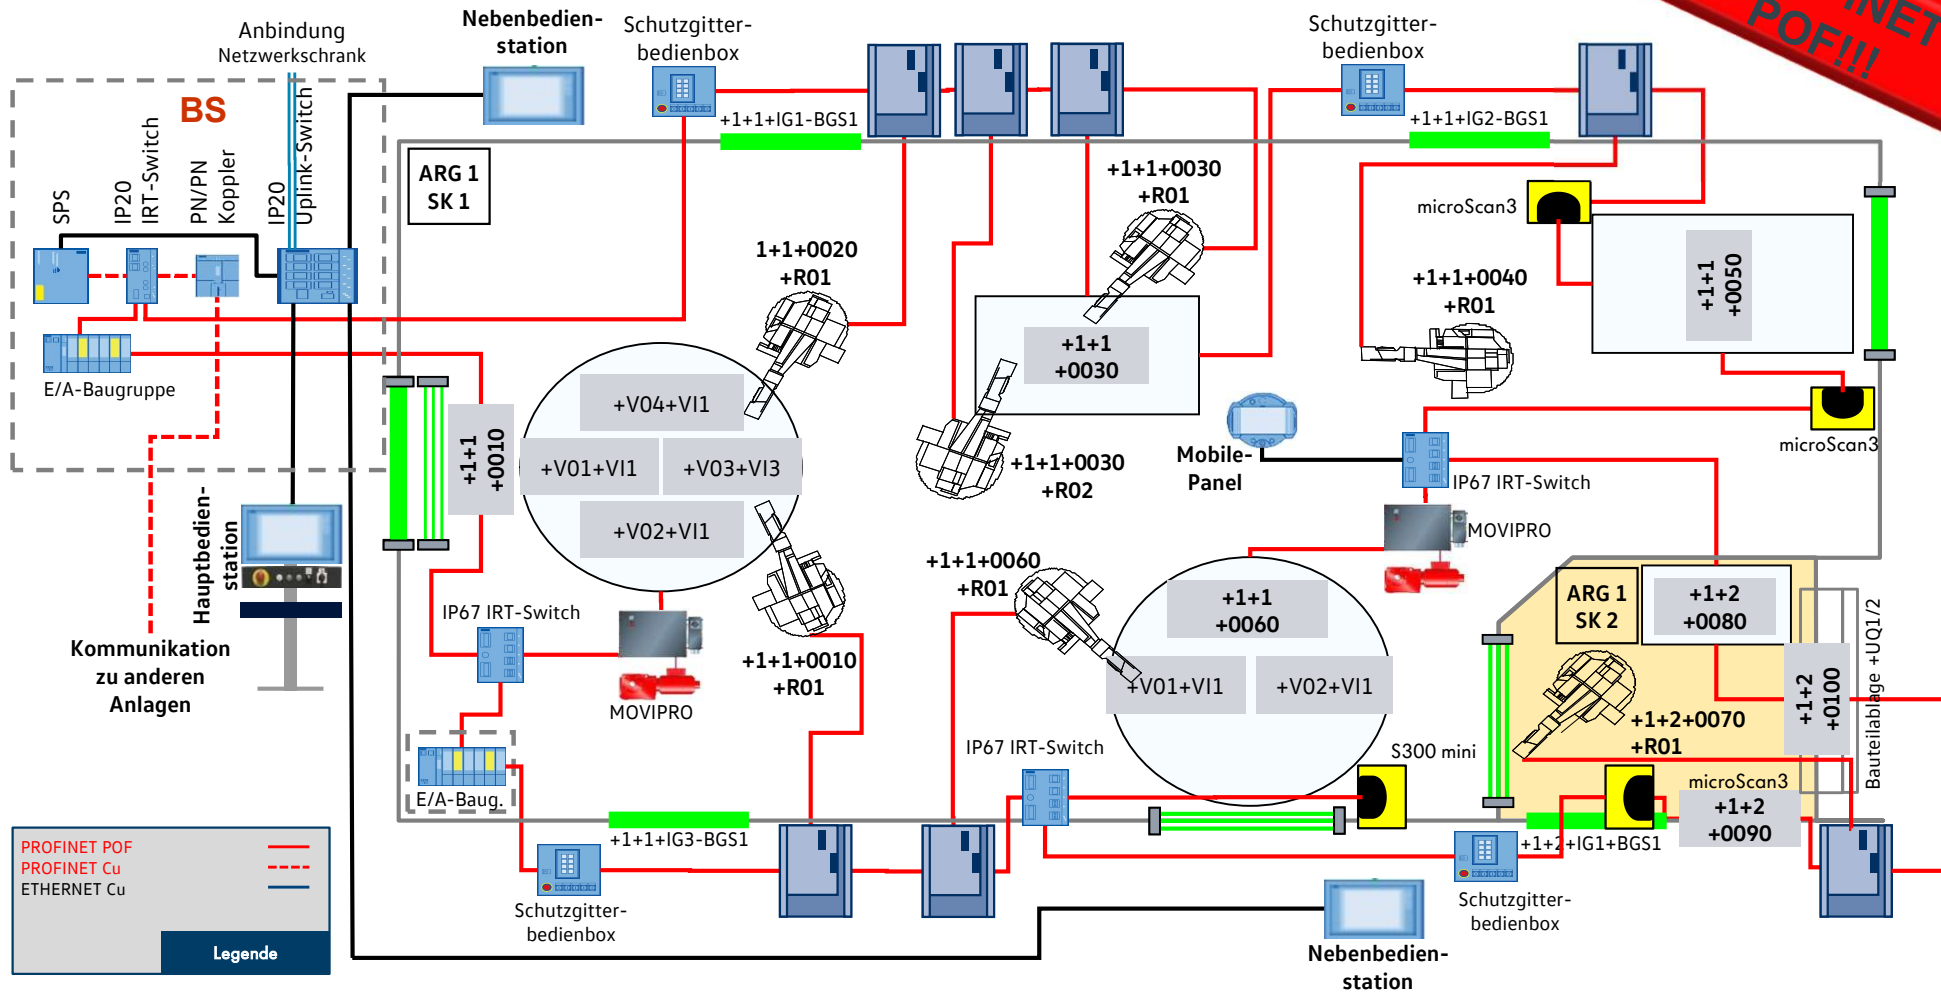 Anbindung
Netzwerkschrank
Nebenbedien-
station
Schutzgitter-
bedienbox
Schutzgitter-
bedienbox
POF!!!
BS
SPS
IP20
IRT-Switch
PN/PN
Koppler
IP20
Uplink-Switch
+1+1+IG1-BGS1
+1+1+IG2-BGS1
ARG 1
SK 1
+1+1+0030
+R01
microScan3
1+1+0020
+R01
+1+1+0040
+R01
+1+1
+0050
+1+1
+0030
E/A-Baugruppe
+V04+VI1
+1+1
+0010
+V01+VI1
+V03+VI3
+V02+VI1
+1+1+0030
+R02
Mobile-
Panel
microScan3
IP67 IRT-Switch
MOVIPRO
Hauptbedien-
station
+1+1+0060
+R01
+1+1
+0060
ARG 1
SK 2
+1+2
+0080
IP67 IRT-Switch
Kommunikation
zu anderen
Anlagen
+1+1+0010
+R01
MOVIPRO
+V01+VI1
+V02+VI1
+1+2
+0100
Bauteilablage +UQ1/2
+1+2+0070
+R01
IP67 IRT-Switch
S300 mini
microScan3
E/A-Baug.
+1+2
+0090
+1+1+IG3-BGS1
+1+2+IG1+BGS1
PROFINET POF
PROFINET Cu
ETHERNET Cu
Legende
Schutzgitter-
bedienbox
Schutzgitter-
bedienbox
Nebenbedien-
station